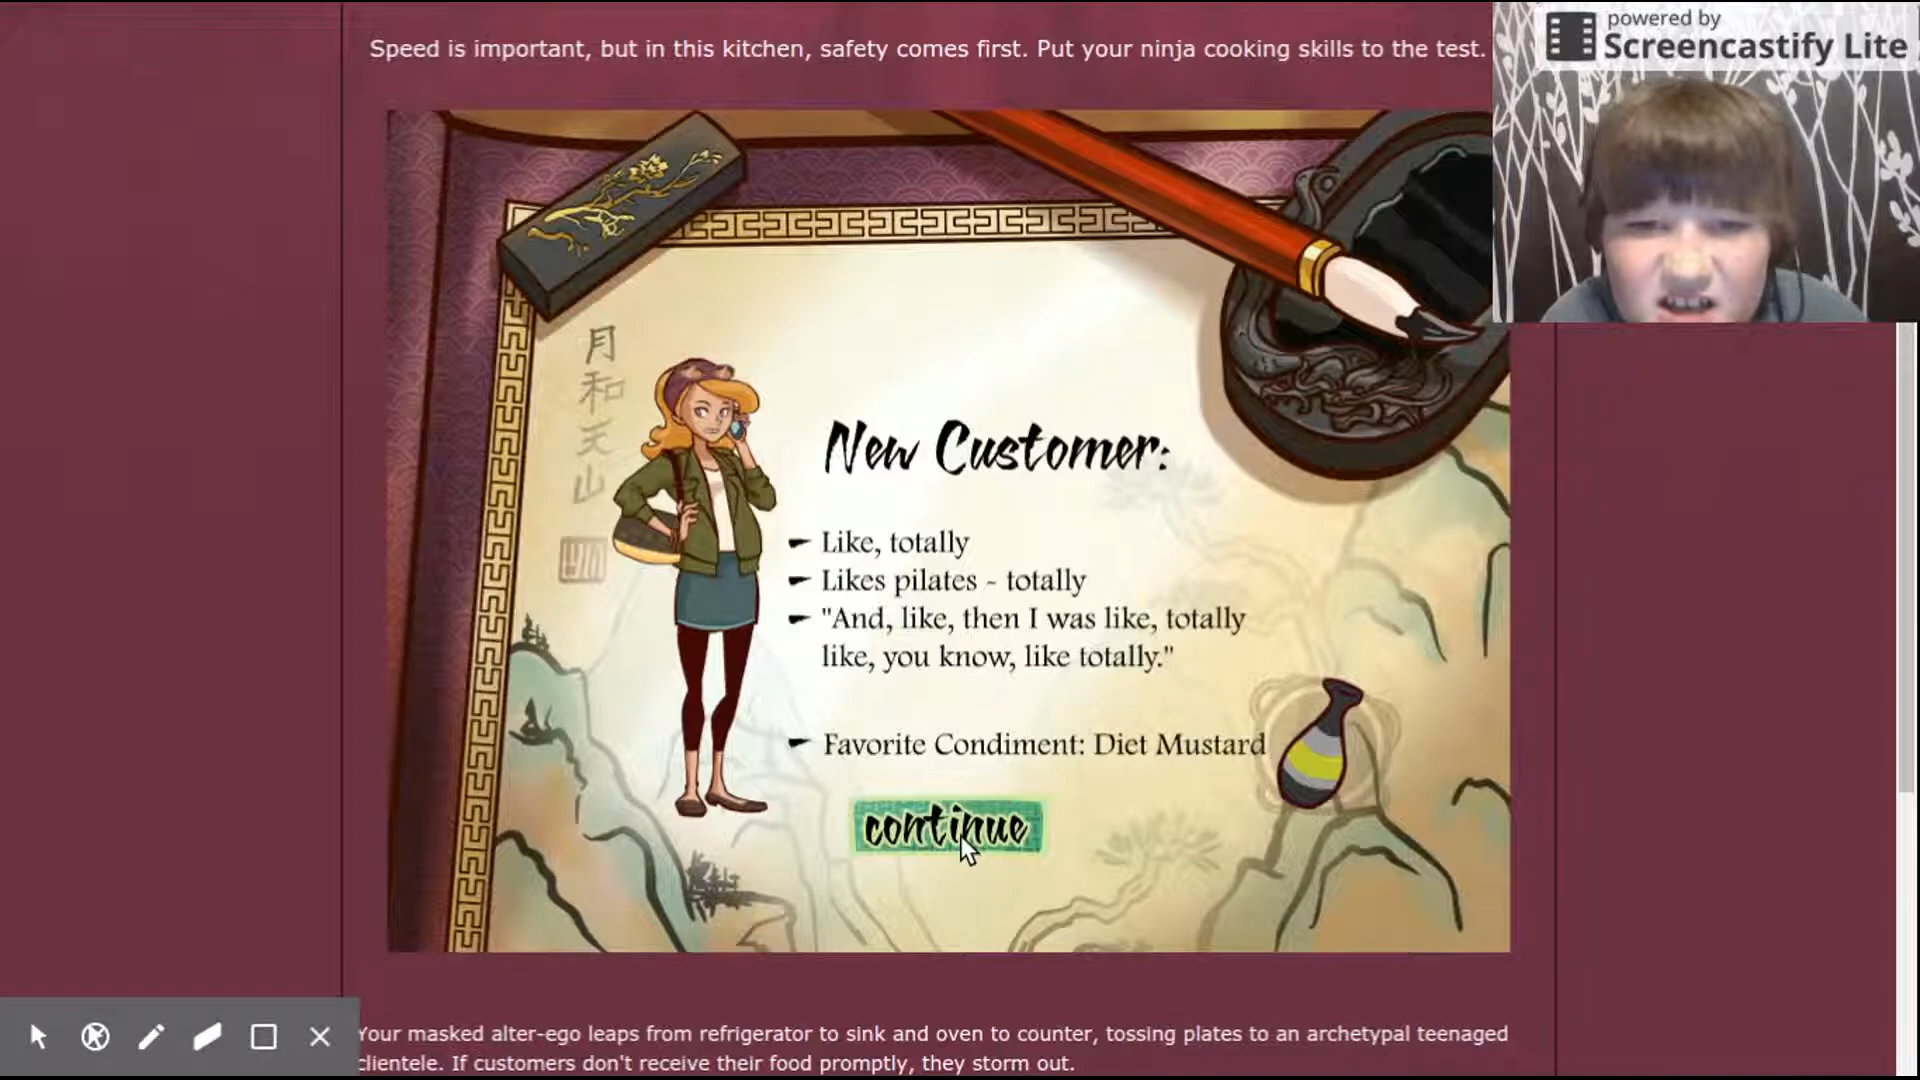 powered by
Screencastify Lite
Speed is important, but in this kitchen, safety comes first. Put your ninja cooking skills to the test.
月
和
天
山
New Customer:
Like, totally
Likes pilates - totally
"And, like, then I was like, totally
like, you know, like totally."
Favorite Condiment: Diet Mustard
continue
Your masked alter-ego leaps from refrigerator to sink and oven to counter, tossing plates to an archetypal teenaged
clientele. If customers don't receive their food promptly, they storm out.